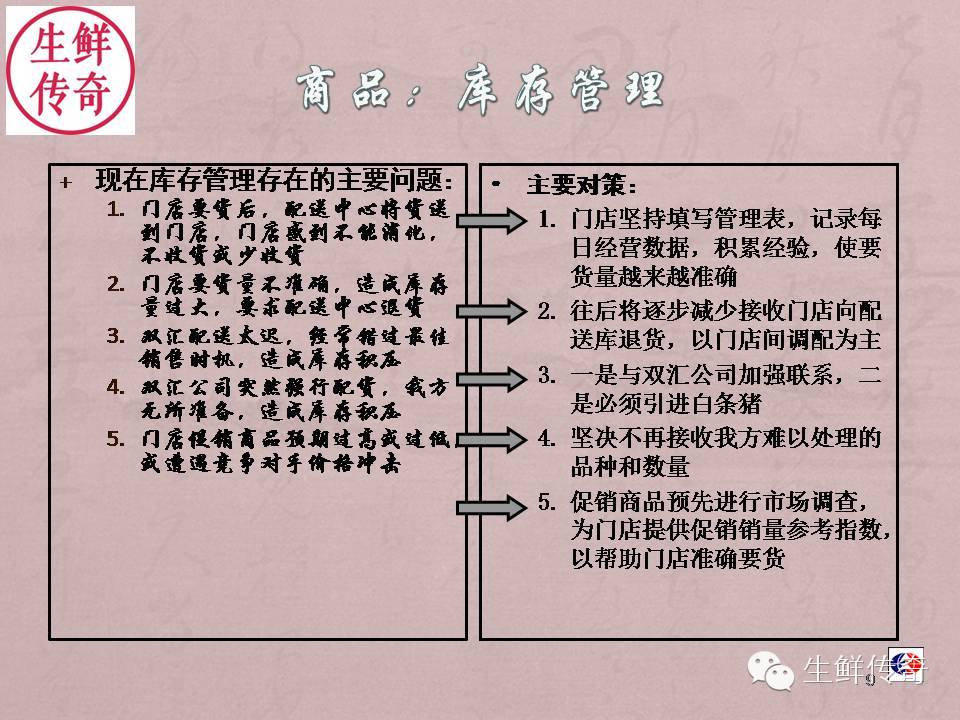 生鲜
传奇
商品：库存管理
+ 现在库存管理存在的主要问题：
1. 门店要货后，配送中心将货送
到门店，门店感到不能消化，
不收货或少收货
2. 门店要货量不准确，造成库存
量过大，要求配送中心退货
3. 双汇配送太迟，经常错过最佳
销售时机，造成库存积压
4. 双汇公司突然强行配货，我方
无所准备，造成库存积压
5. 门店促销商品预期过高或过低
或遭遇竞争对手价格冲击
• 主要对策：
1. 门店坚持填写管理表，记录每
日经营数据，积累经验，使要
货量越来越准确
2. 往后将逐步减少接收门店向配
送库退货，以门店间调配为主
3. 一是与双汇公司加强联系，二
是必须引进白条猪
4. 坚决不再接收我方难以处理的
品种和数量
5. 促销商品预先进行市场调查，
为门店提供促销销量参考指数，
以帮助门店准确要货
生鲜传奇
9